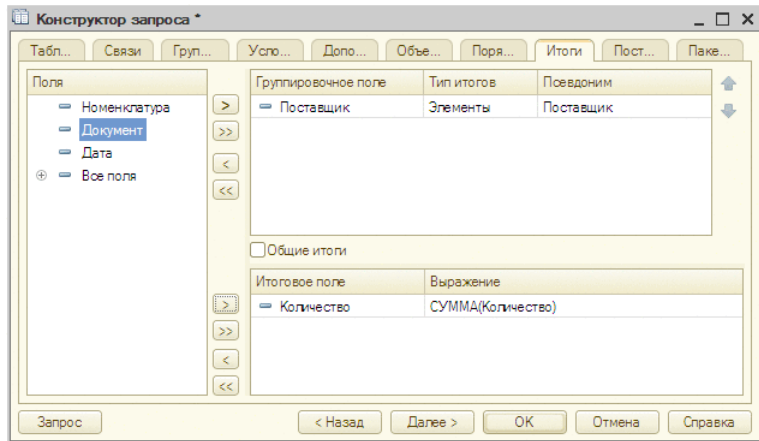 Конструктор запроса *
Табл... Связи Груп... Усло... Допо... Объе... Поря... Итоги Пост... Паке...
Поля
Номенклатура
Документ
Дата
Все поля
>
>>
<
<<
Группировочное поле Тип итогов Псевдоним
Поставщик Элементы Поставщик
Общие итоги
>
>>
<
<<
Итоговое поле Выражение
Количество СУММА(Количество)
Запрос < Назад Далее > OK Отмена Справка